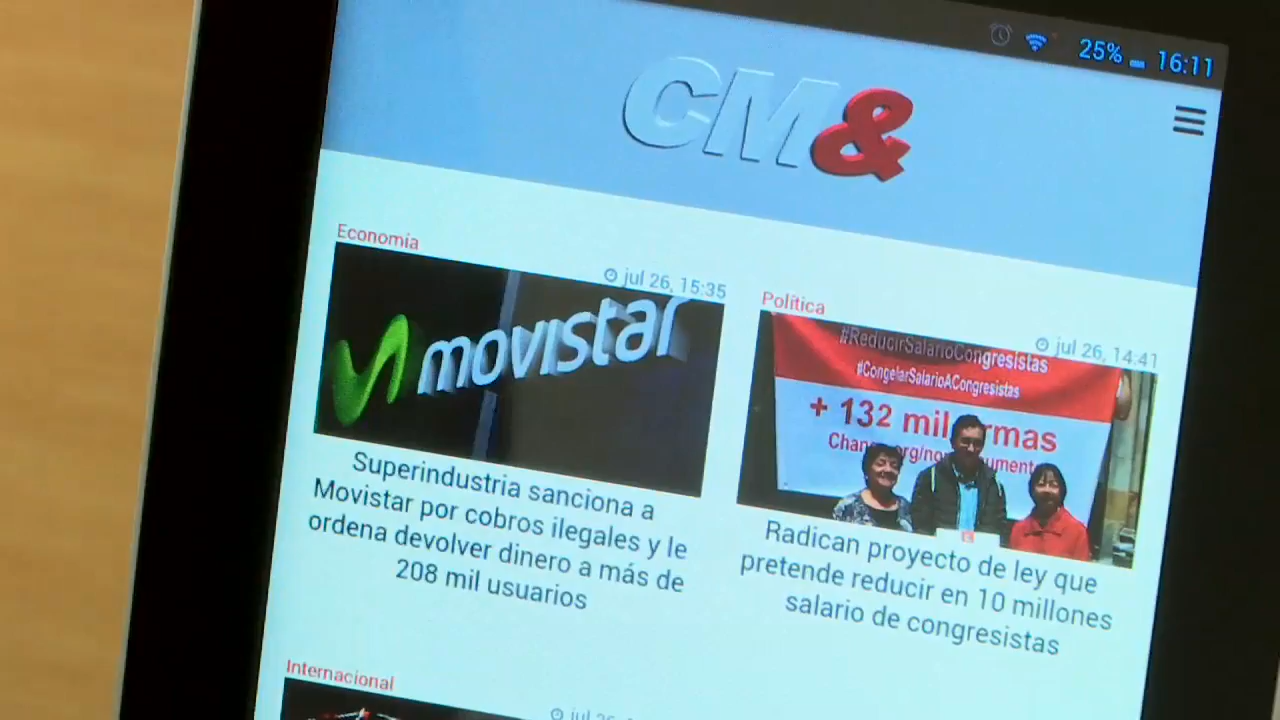 25% 16:11
CM&
Economía
jul 26, 15:35
movistar
Superindustria sanciona a
Movistar por cobros ilegales y le
ordena devolver dinero a más de
208 mil usuarios
Política
jul 26, 14:41
#ReducirSalarioCongresistas
#CongelarSalarioACongresistas
+ 132 mil
Radican proyecto de ley que
pretende reducir en 10 millones
salario de congresistas
Internacional
jul 26,